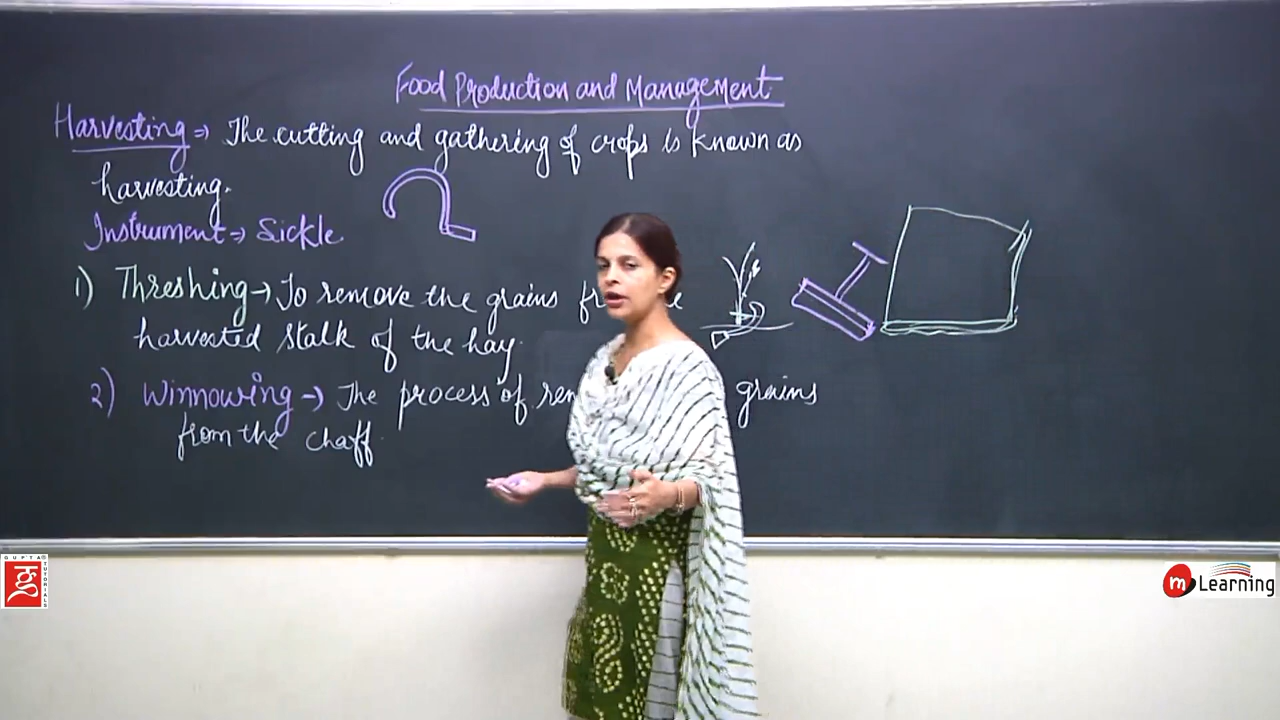 Food Production and Management
Harvesting → The cutting and gathering of crops is known as
harvesting.
Instrument → Sickle
1) Threshing → To remove the grains
harvested stalk of the hay.
2) Winnowing → The process of grains
from the chaff.
GUPTA TUTORIALS
m Learning